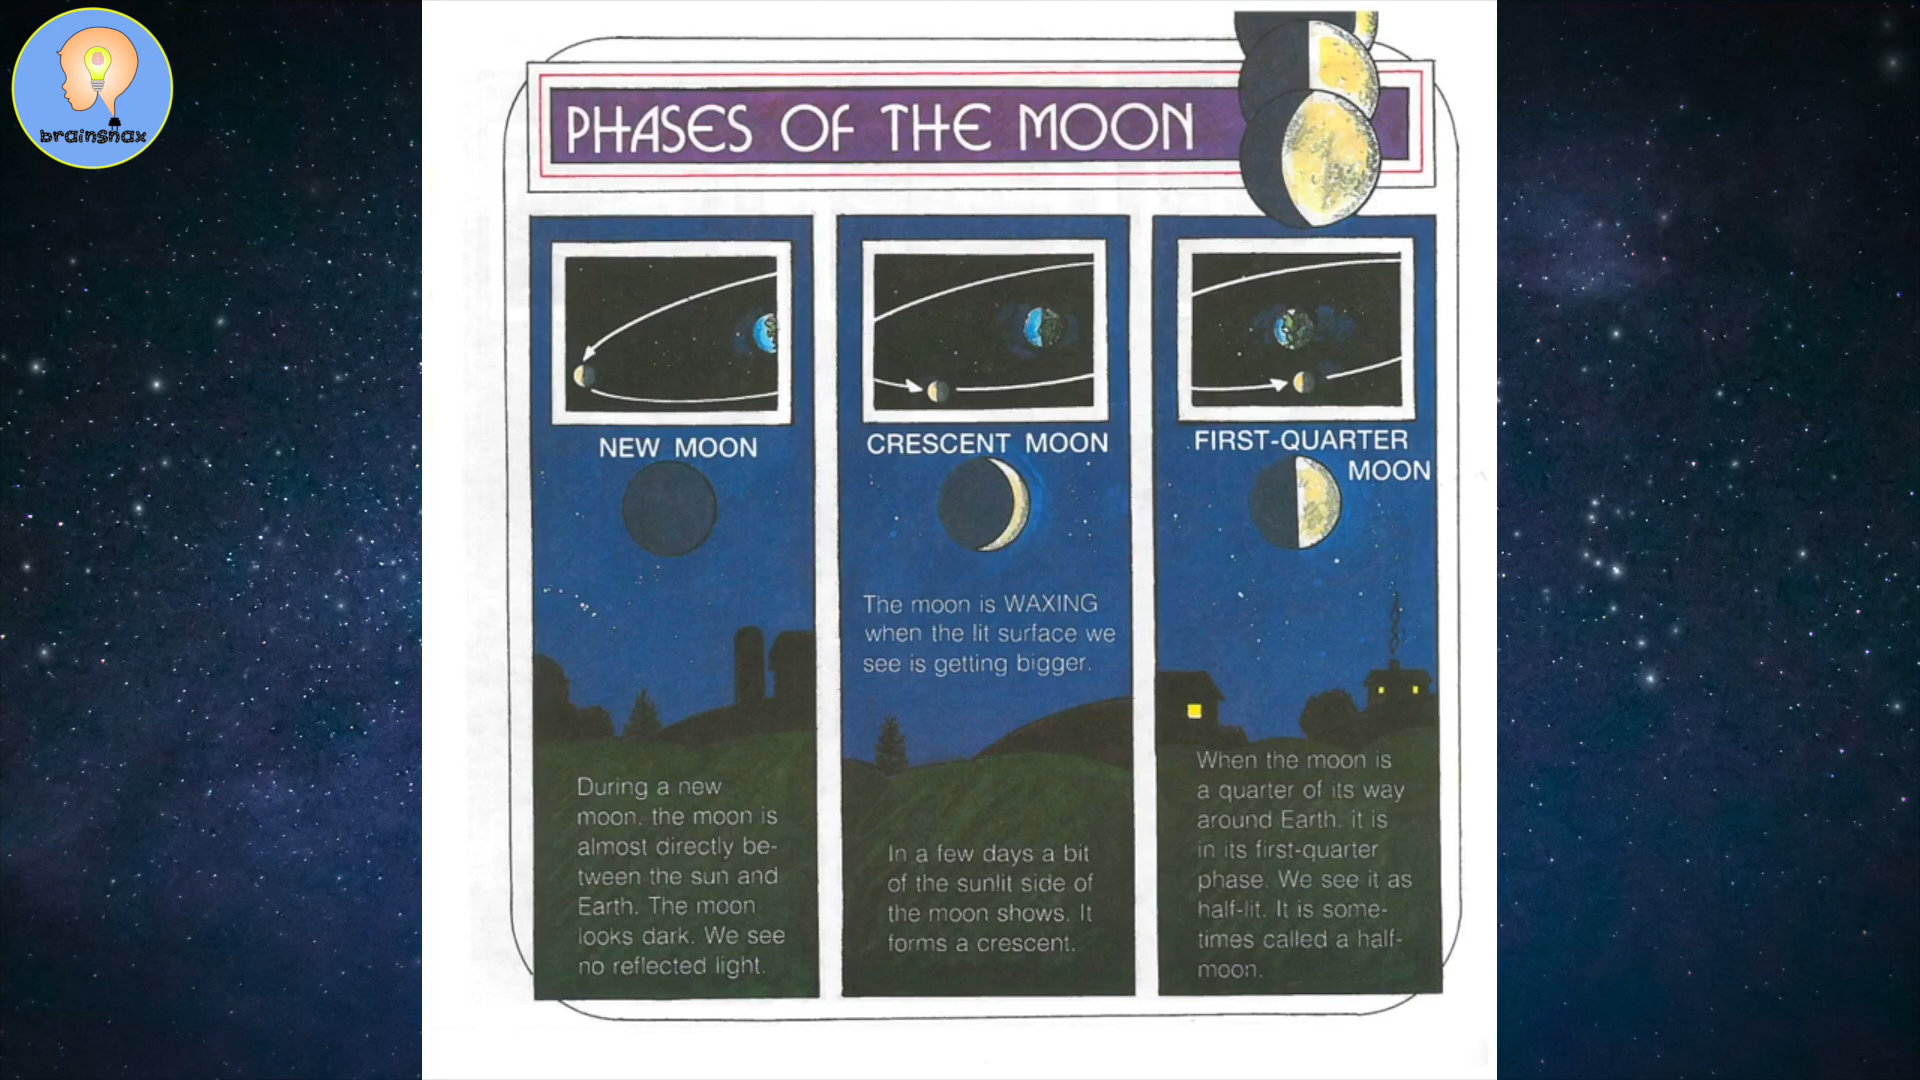 brainsnax
PHASES OF THE MOON
NEW MOON
During a new
moon, the moon is
almost directly be-
tween the sun and
Earth. The moon
looks dark. We see
no reflected light.
CRESCENT MOON
The moon is WAXING
when the lit surface we
see is getting bigger.
In a few days a bit
of the sunlit side of
the moon shows. It
forms a crescent.
FIRST-QUARTER
MOON
When the moon is
a quarter of its way
around Earth, it is
in its first-quarter
phase. We see it as
half-lit. It is some-
times called a half-
moon.